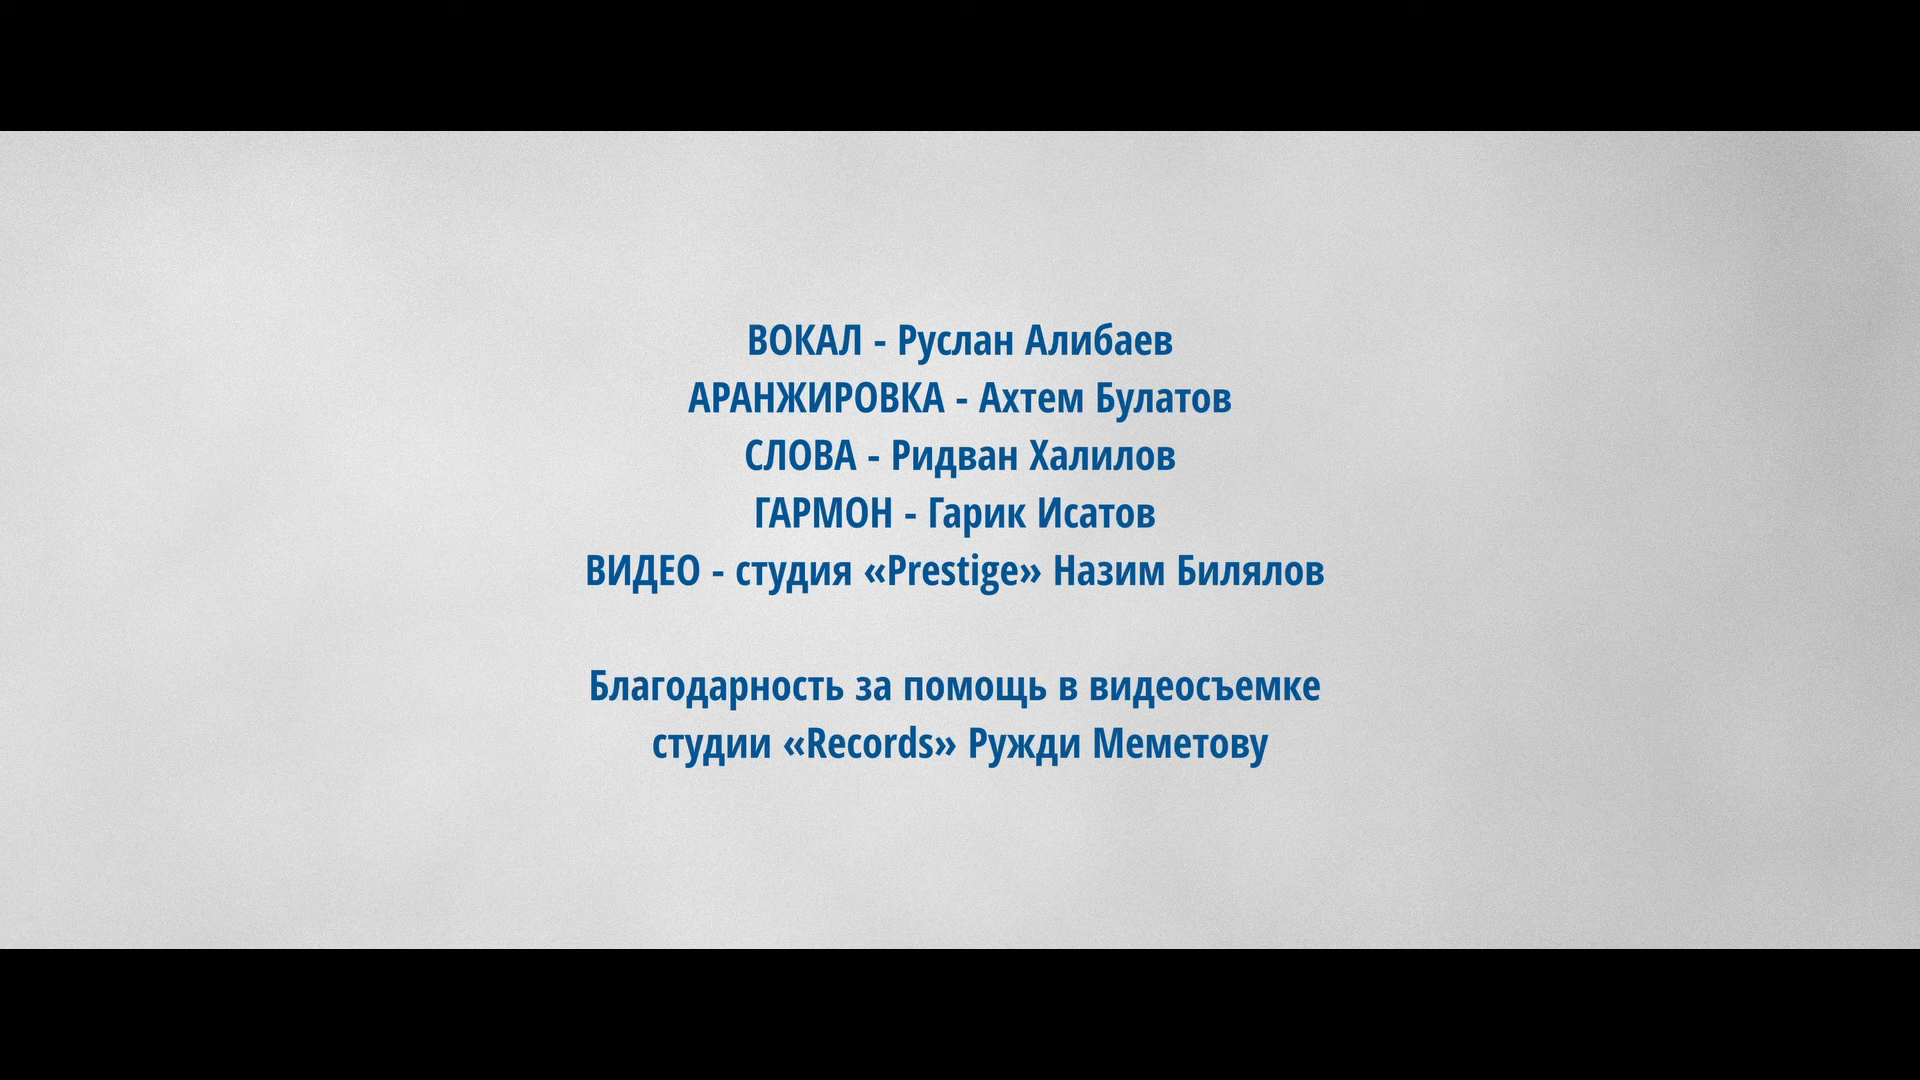 ВОКАЛ - Руслан Алибаев
АРАНЖИРОВКА - Ахтем Булатов
СЛОВА - Ридван Халилов
ГАРМОН - Гарик Исатов
ВИДЕО - студия «Prestige» Назим Билялов
Благодарность за помощь в видеосъемке
студии «Records» Ружди Меметову